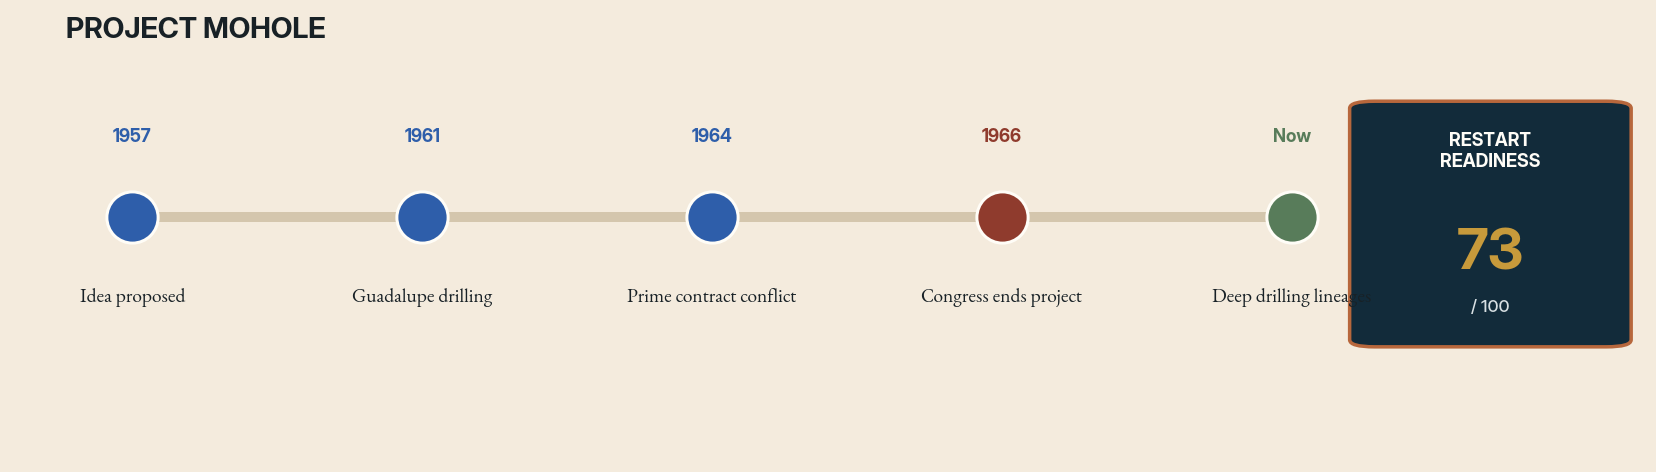 PROJECT MOHOLE
1957
1961
1964
1966
Now
Idea proposed
Guadalupe drilling
Prime contract conflict
Congress ends project
Deep drilling lineage
RESTART
READINESS
73
/ 100